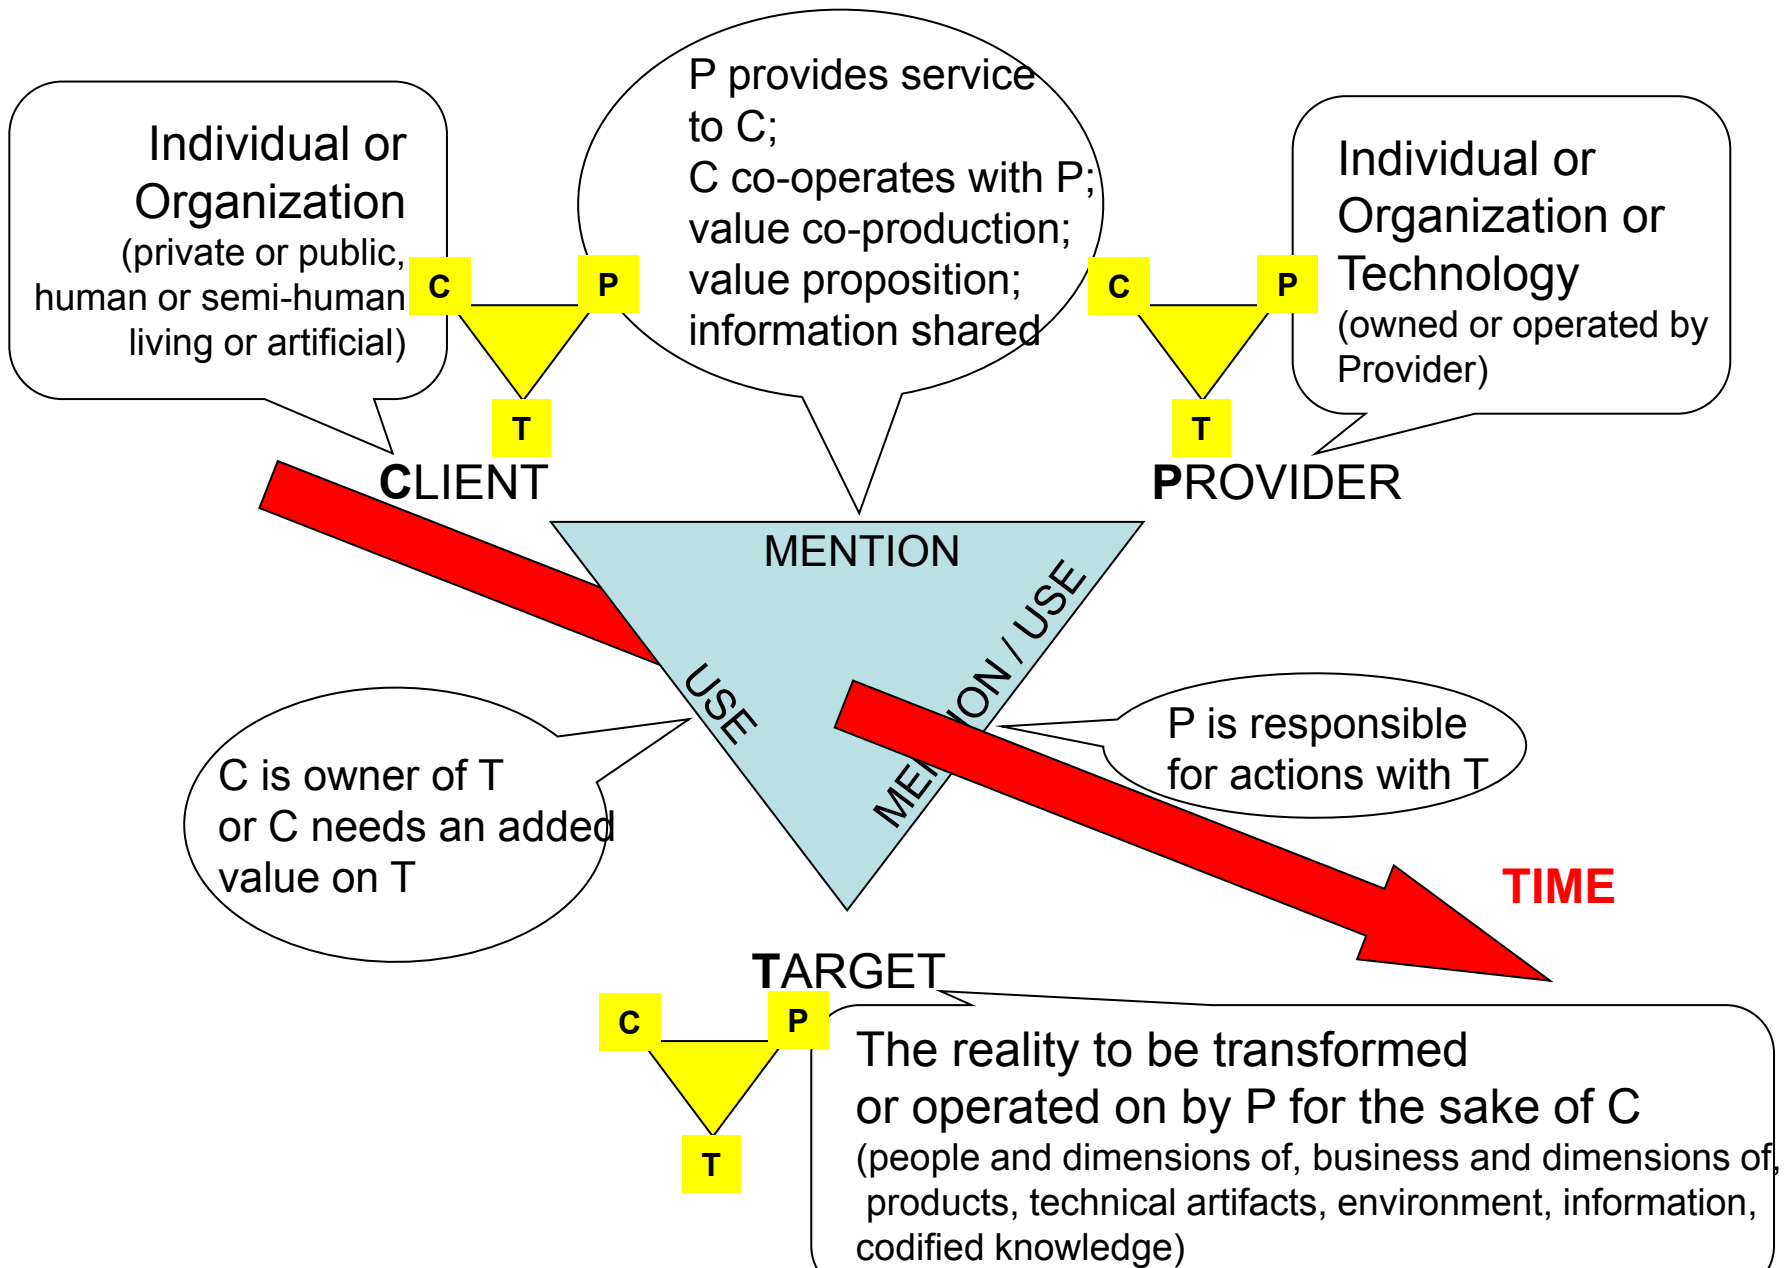 Individual or
Organization
(private or public,
human or semi-human
living or artificial)
C
P
T
P provides service
to C;
C co-operates with P;
value co-production;
value proposition;
information shared
C
P
T
Individual or
Organization or
Technology
(owned or operated by
Provider)
CLIENT
PROVIDER
MENTION
USE
MENTION / USE
C is owner of T
or C needs an added
value on T
P is responsible
for actions with T
TIME
TARGET
C
P
T
The reality to be transformed
or operated on by P for the sake of C
(people and dimensions of, business and dimensions of,
products, technical artifacts, environment, information,
codified knowledge)